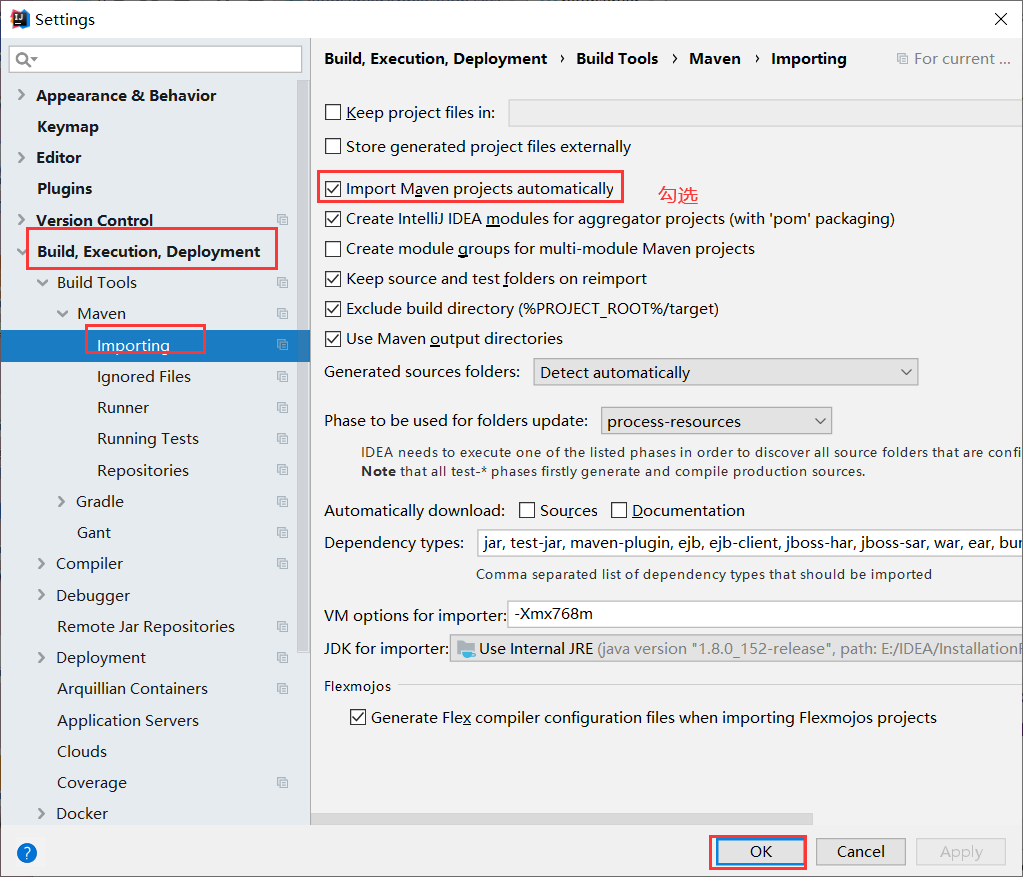 Settings
Appearance & Behavior
Keymap
Editor
Plugins
Version Control
Build, Execution, Deployment
Build Tools
Maven
Importing
Ignored Files
Runner
Running Tests
Repositories
Gradle
Gant
Compiler
Debugger
Remote Jar Repositories
Deployment
Arquillian Containers
Application Servers
Clouds
Coverage
Docker
Build, Execution, Deployment › Build Tools › Maven › Importing For current ...
Keep project files in:
Store generated project files externally
Import Maven projects automatically
勾选
Create IntelliJ IDEA modules for aggregator projects (with 'pom' packaging)
Create module groups for multi-module Maven projects
Keep source and test folders on reimport
Exclude build directory (%PROJECT_ROOT%/target)
Use Maven output directories
Generated sources folders: Detect automatically
Phase to be used for folders update: process-resources
IDEA needs to execute one of the listed phases in order to discover all source folders that are confi
Note that all test-* phases firstly generate and compile production sources.
Automatically download: Sources Documentation
Dependency types: jar, test-jar, maven-plugin, ejb, ejb-client, jboss-har, jboss-sar, war, ear, bun
Comma separated list of dependency types that should be imported
VM options for importer: -Xmx768m
JDK for importer: Use Internal JRE (java version "1.8.0_152-release", path: E:/IDEA/Installation
Flexmojos
Generate Flex compiler configuration files when importing Flexmojos projects
? OK Cancel Apply